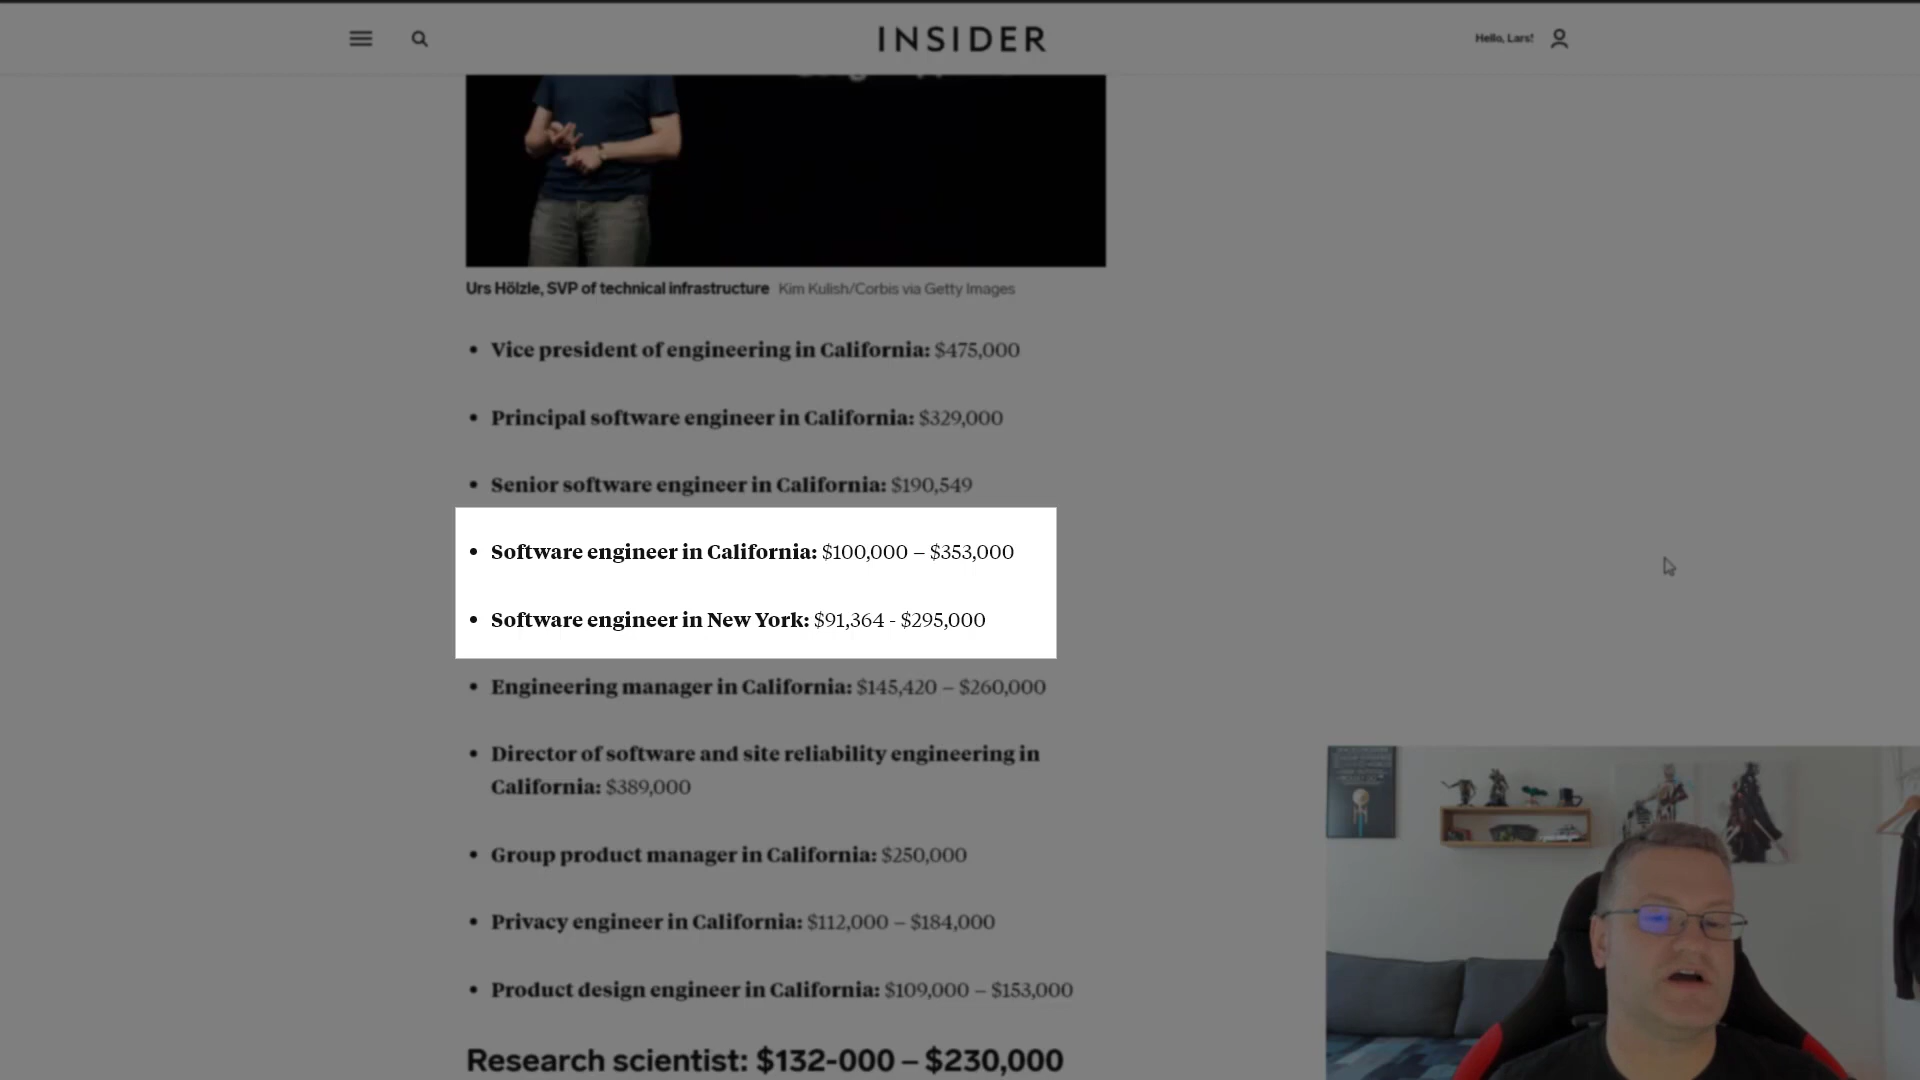 INSIDER
Hello, Lars!
Urs Hölzle, SVP of technical infrastructure Kim Kulish/Corbis via Getty Images
• Vice president of engineering in California: $475,000
• Principal software engineer in California: $329,000
• Senior software engineer in California: $190,549
• Software engineer in California: $100,000 – $353,000
• Software engineer in New York: $91,364 - $295,000
• Engineering manager in California: $145,420 – $260,000
• Director of software and site reliability engineering in
California: $389,000
• Group product manager in California: $250,000
• Privacy engineer in California: $112,000 – $184,000
• Product design engineer in California: $109,000 – $153,000
Research scientist: $132-000 – $230,000